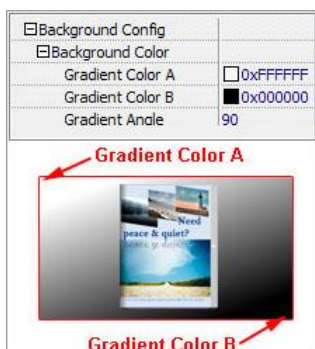 Background Config
Background Color
Gradient Color A 0xFFFFFF
Gradient Color B 0x000000
Gradient Angle 90
Gradient Color A
Need
peace & quiet?
Gradient Color B